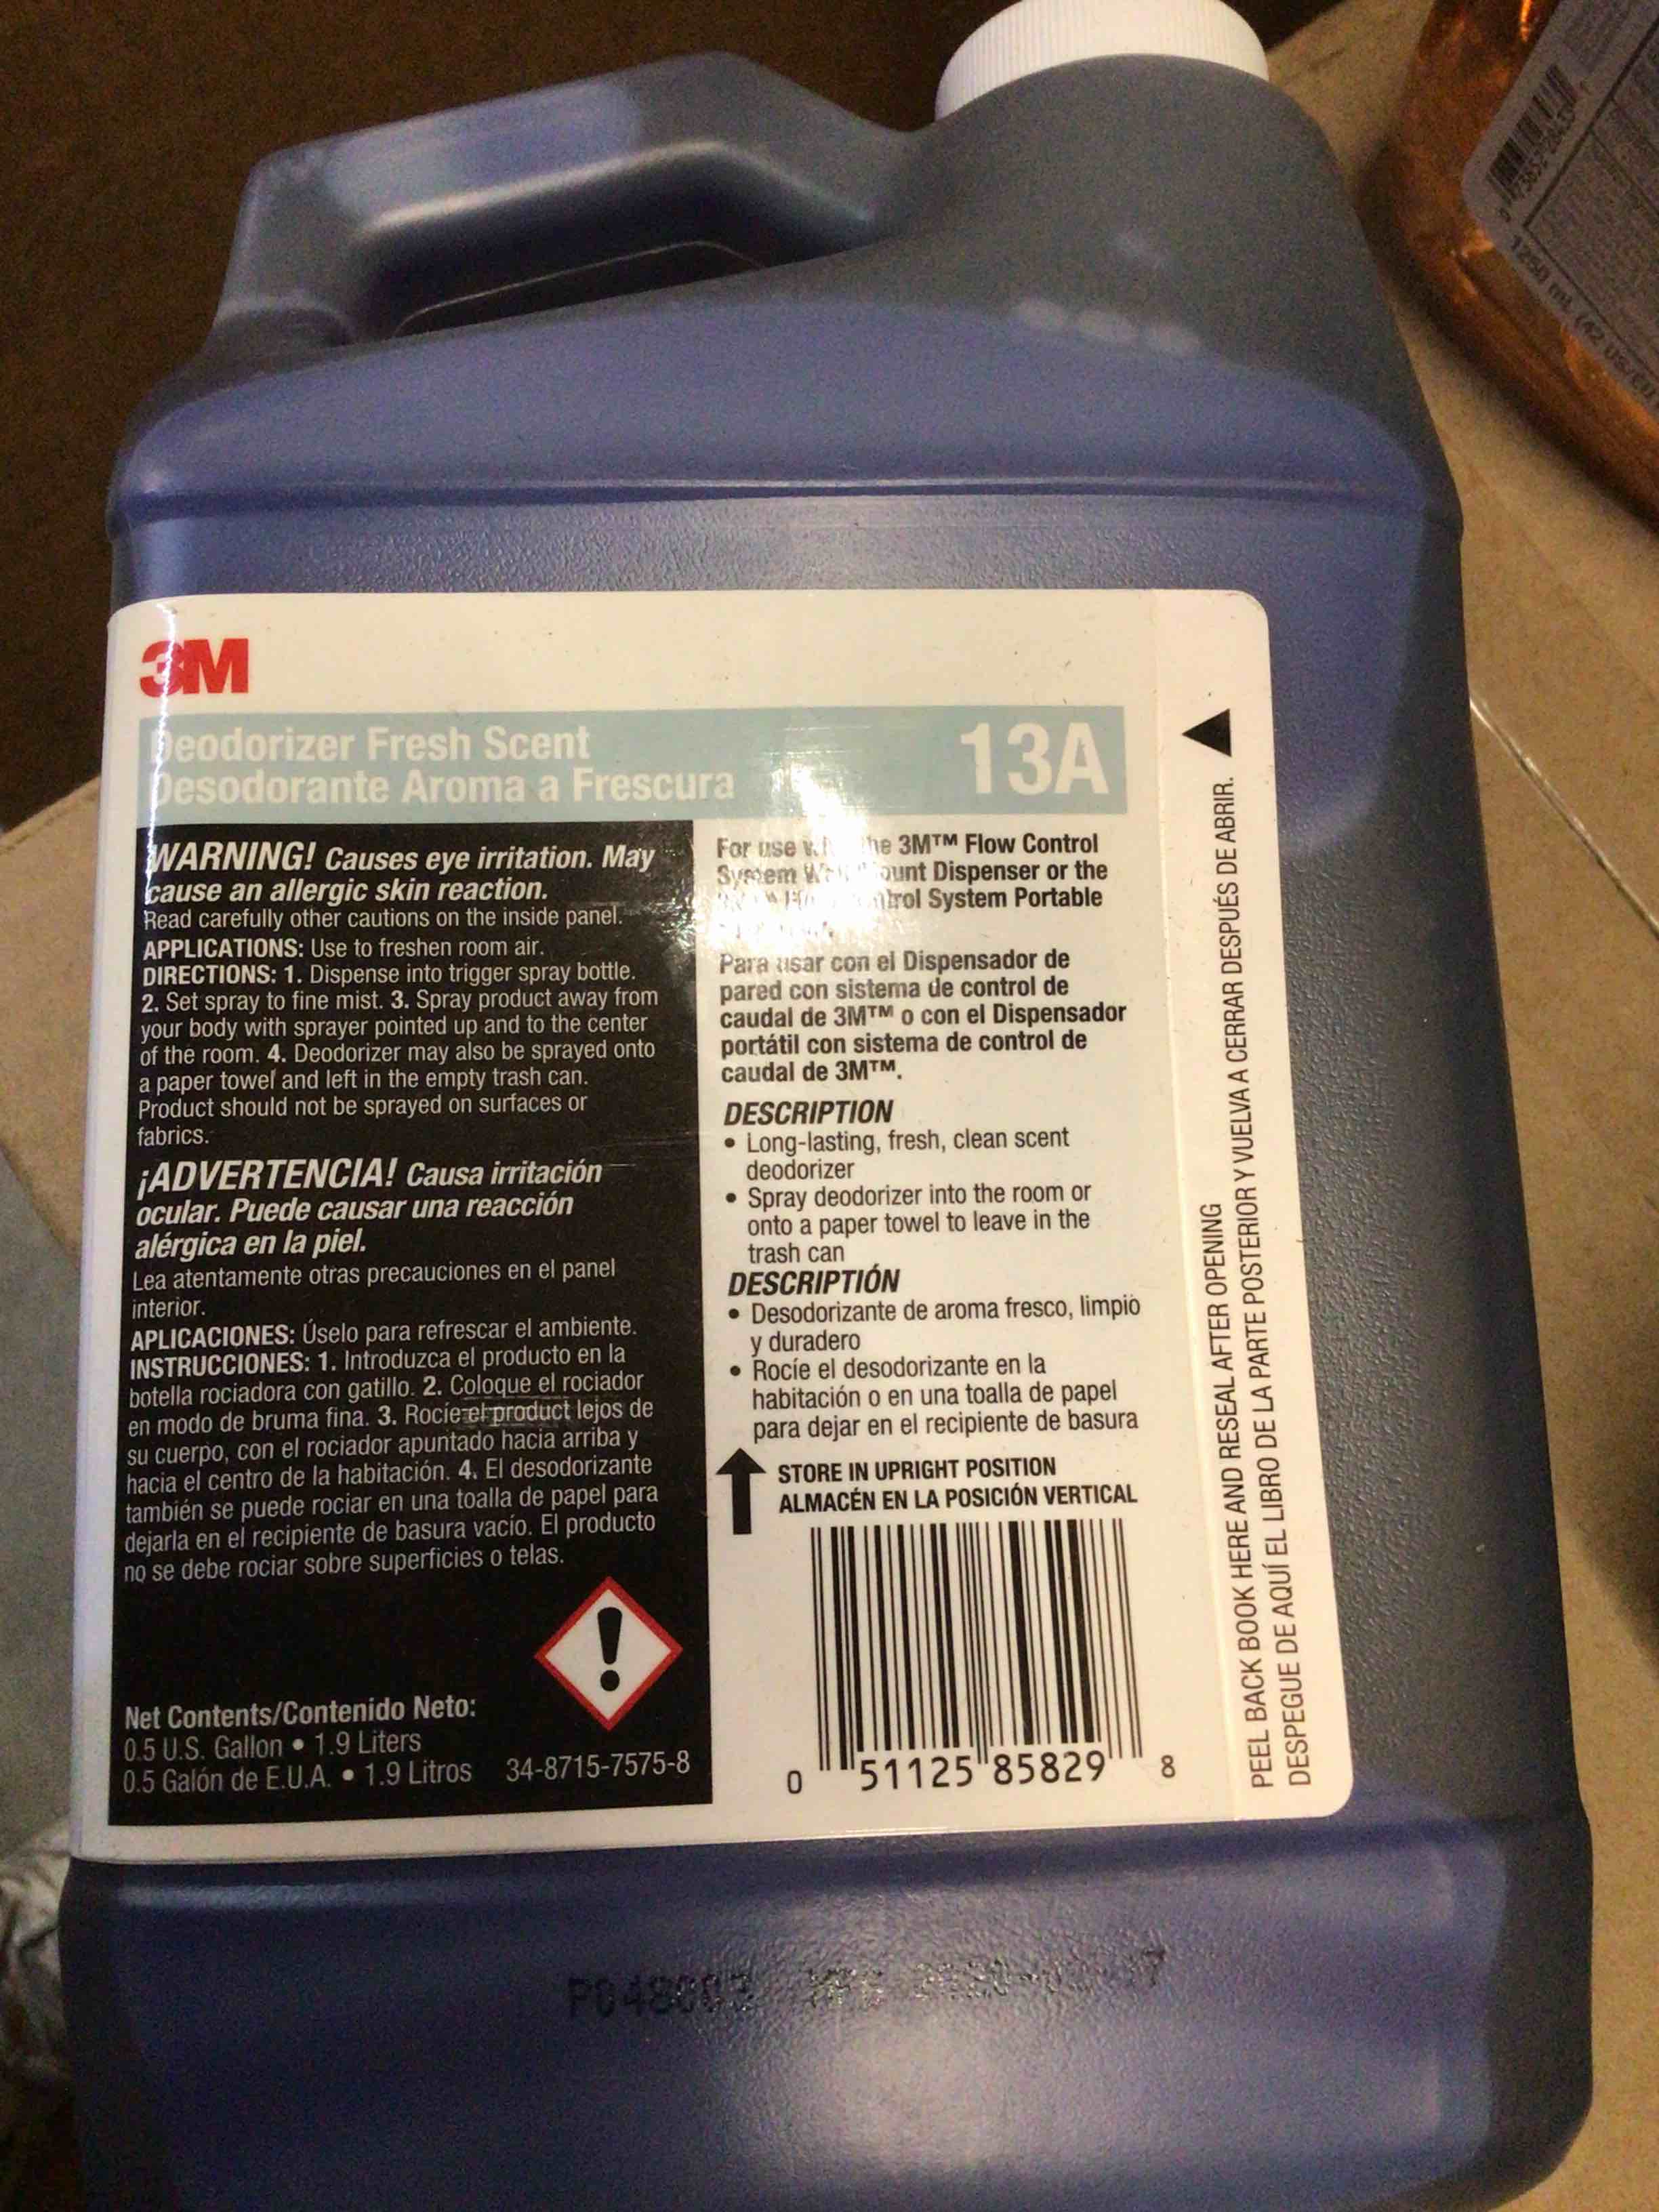 3M
Deodorizer Fresh Scent
Desodorante Aroma a Frescura
13A
WARNING! Causes eye irritation. May
cause an allergic skin reaction.
Read carefully other cautions on the inside panel.
APPLICATIONS: Use to freshen room air.
DIRECTIONS: 1. Dispense into trigger spray bottle.
2. Set spray to fine mist. 3. Spray product away from
your body with sprayer pointed up and to the center
of the room. 4. Deodorizer may also be sprayed onto
a paper towel and left in the empty trash can.
Product should not be sprayed on surfaces or
fabrics.
¡ADVERTENCIA! Causa irritación
ocular. Puede causar una reacción
alérgica en la piel.
Lea atentamente otras precauciones en el panel
interior.
APLICACIONES: Úselo para refrescar el ambiente.
INSTRUCCIONES: 1. Introduzca el producto en la
botella rociadora con gatillo. 2. Coloque el rociador
en modo de bruma fina. 3. Rocíe el product lejos de
su cuerpo, con el rociador apuntado hacia arriba y
hacia el centro de la habitación. 4. El desodorizante
también se puede rociar en una toalla de papel para
dejarla en el recipiente de basura vacío. El producto
no se debe rociar sobre superficies o telas.
Net Contents/Contenido Neto:
0.5 U.S. Gallon • 1.9 Liters
0.5 Galón de E.U.A. • 1.9 Litros 34-8715-7575-8
For use the 3M™ Flow Control
System Dispenser or the
System Portable
Para usar con el Dispensador de
pared con sistema de control de
caudal de 3M™ o con el Dispensador
portátil con sistema de control de
caudal de 3M™.
DESCRIPTION
• Long-lasting, fresh, clean scent
deodorizer
• Spray deodorizer into the room or
onto a paper towel to leave in the
trash can
DESCRIPTIÓN
• Desodorizante de aroma fresco, limpio
y duradero
• Rocíe el desodorizante en la
habitación o en una toalla de papel
para dejar en el recipiente de basura
STORE IN UPRIGHT POSITION
ALMACÉN EN LA POSICIÓN VERTICAL
0 51125 85829 8
PEEL BACK BOOK HERE AND RESEAL AFTER OPENING
DESPEGUE DE AQUÍ EL LIBRO DE LA PARTE POSTERIOR Y VUELVA A CERRAR DESPUÉS DE ABRIR.
1250 mL (42 US/EU